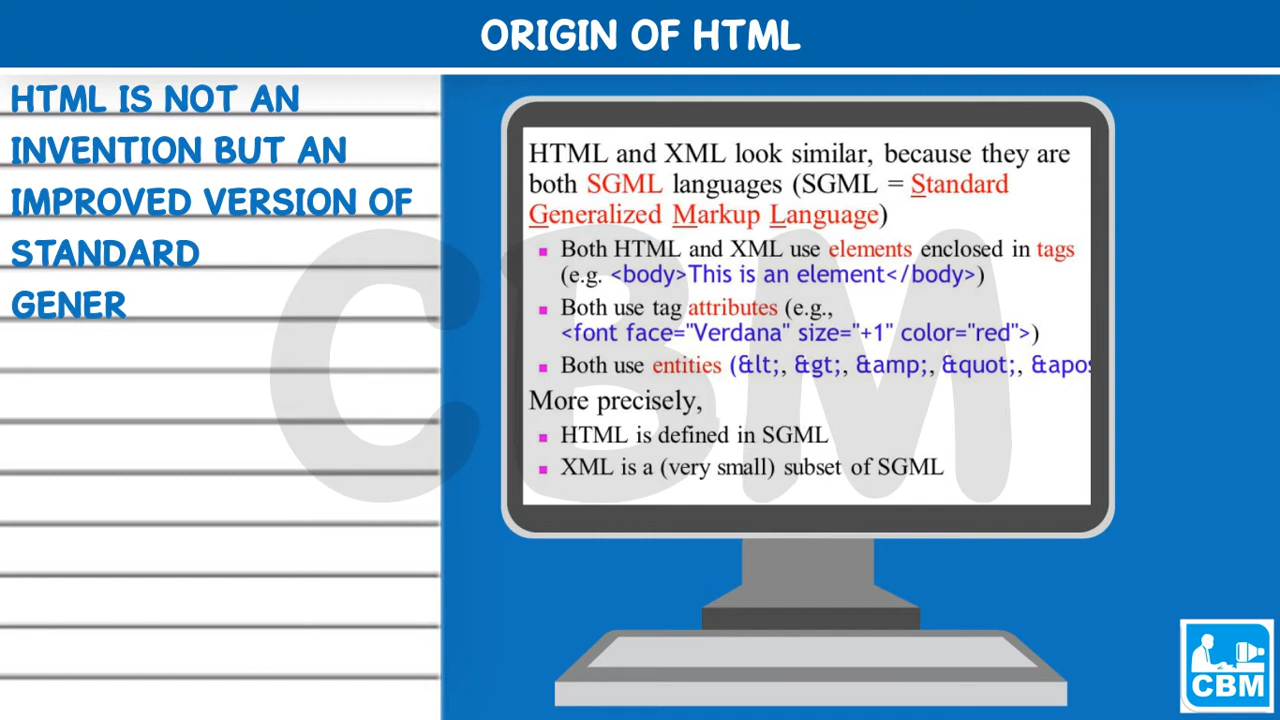 ORIGIN OF HTML
HTML IS NOT AN
INVENTION BUT AN
IMPROVED VERSION OF
STANDARD
GENER
HTML and XML look similar, because they are
both SGML languages (SGML = Standard
Generalized Markup Language)
Both HTML and XML use elements enclosed in tags
(e.g. <body>This is an element</body>)
Both use tag attributes (e.g.,
<font face="Verdana" size="+1" color="red">)
Both use entities (&lt;, &gt;, &amp;, &quot;, &apos
More precisely,
HTML is defined in SGML
XML is a (very small) subset of SGML
CBM
CBM